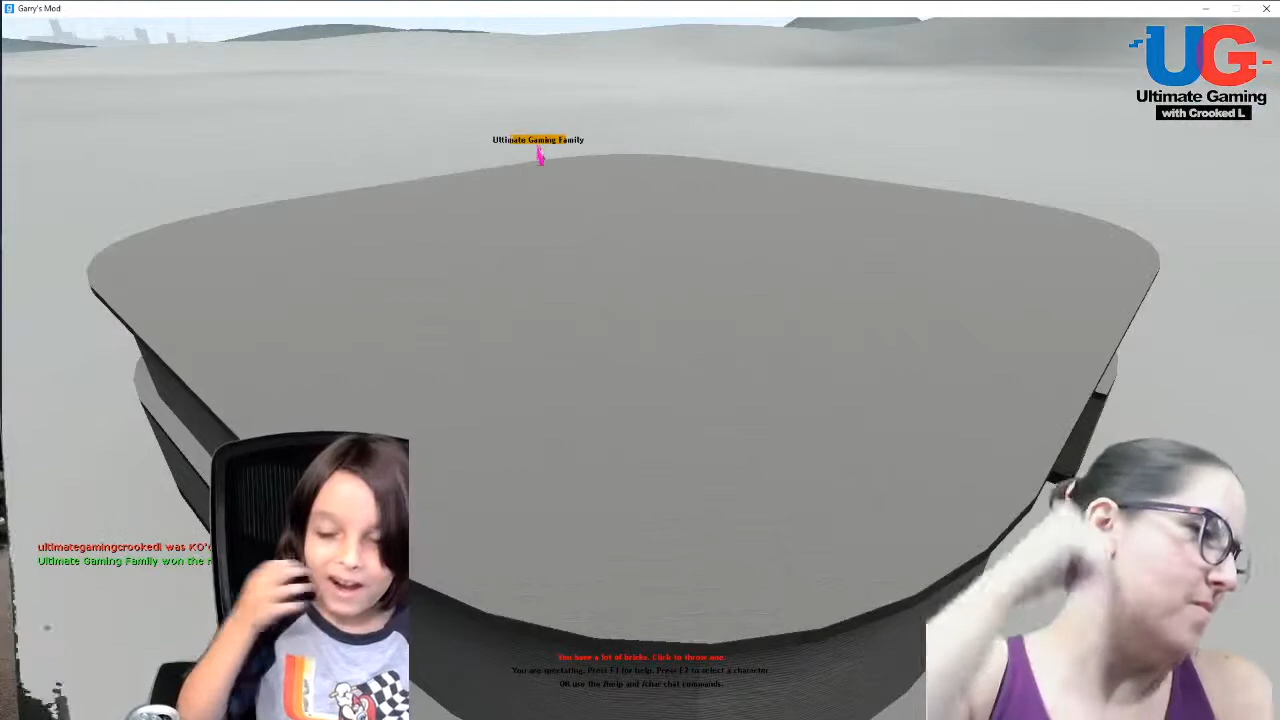 Garry's Mod
UG
Ultimate Gaming
with Crooked L
Ultimate Gaming Family
ultimategamingcrookedl was KO'
Ultimate Gaming Family won the
You have a lot of bricks. Click to throw one.
You are spectating. Press F1 for help. Press F2 to select a character.
OR use the /help and /char chat commands.